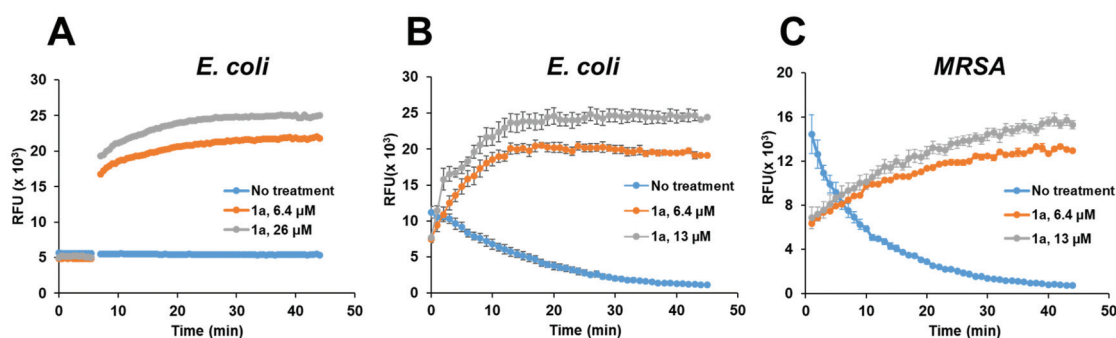 A
E. coli
RFU (x 10³)
30
25
20
15
10
5
0
No treatment
1a, 6.4 µM
1a, 26 µM
0 10 20 30 40 50
Time (min)
B
E. coli
RFU(x 10³)
30
25
20
15
10
5
0
No treatment
1a, 6.4 µM
1a, 13 µM
0 10 20 30 40 50
Time (min)
C
MRSA
RFU(x 10³)
20
16
12
8
4
0
No treatment
1a, 6.4 µM
1a, 13 µM
0 10 20 30 40 50
Time (min)